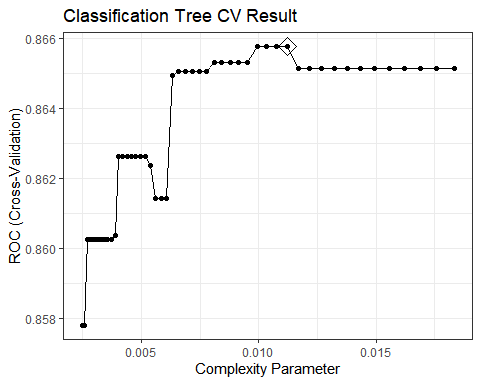 Classification Tree CV Result
ROC (Cross-Validation)
0.866
0.864
0.862
0.860
0.858
0.005 0.010 0.015
Complexity Parameter